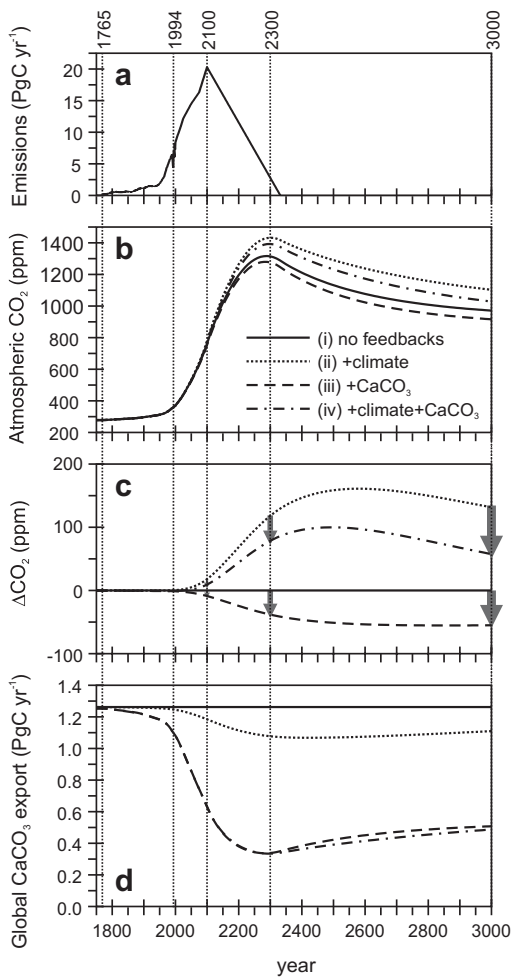 1765
1994
2100
2300
3000
a
Emissions (PgC yr-1)
20
15
10
5
0
b
Atmospheric CO2 (ppm)
1400
1200
1000
800
600
400
200
(i) no feedbacks
(ii) +climate
(iii) +CaCO3
(iv) +climate+CaCO3
c
ΔCO2 (ppm)
200
100
0
-100
d
Global CaCO3 export (PgC yr-1)
1.4
1.2
1.0
0.8
0.6
0.4
0.2
0.0
1800 2000 2200 2400 2600 2800 3000
year